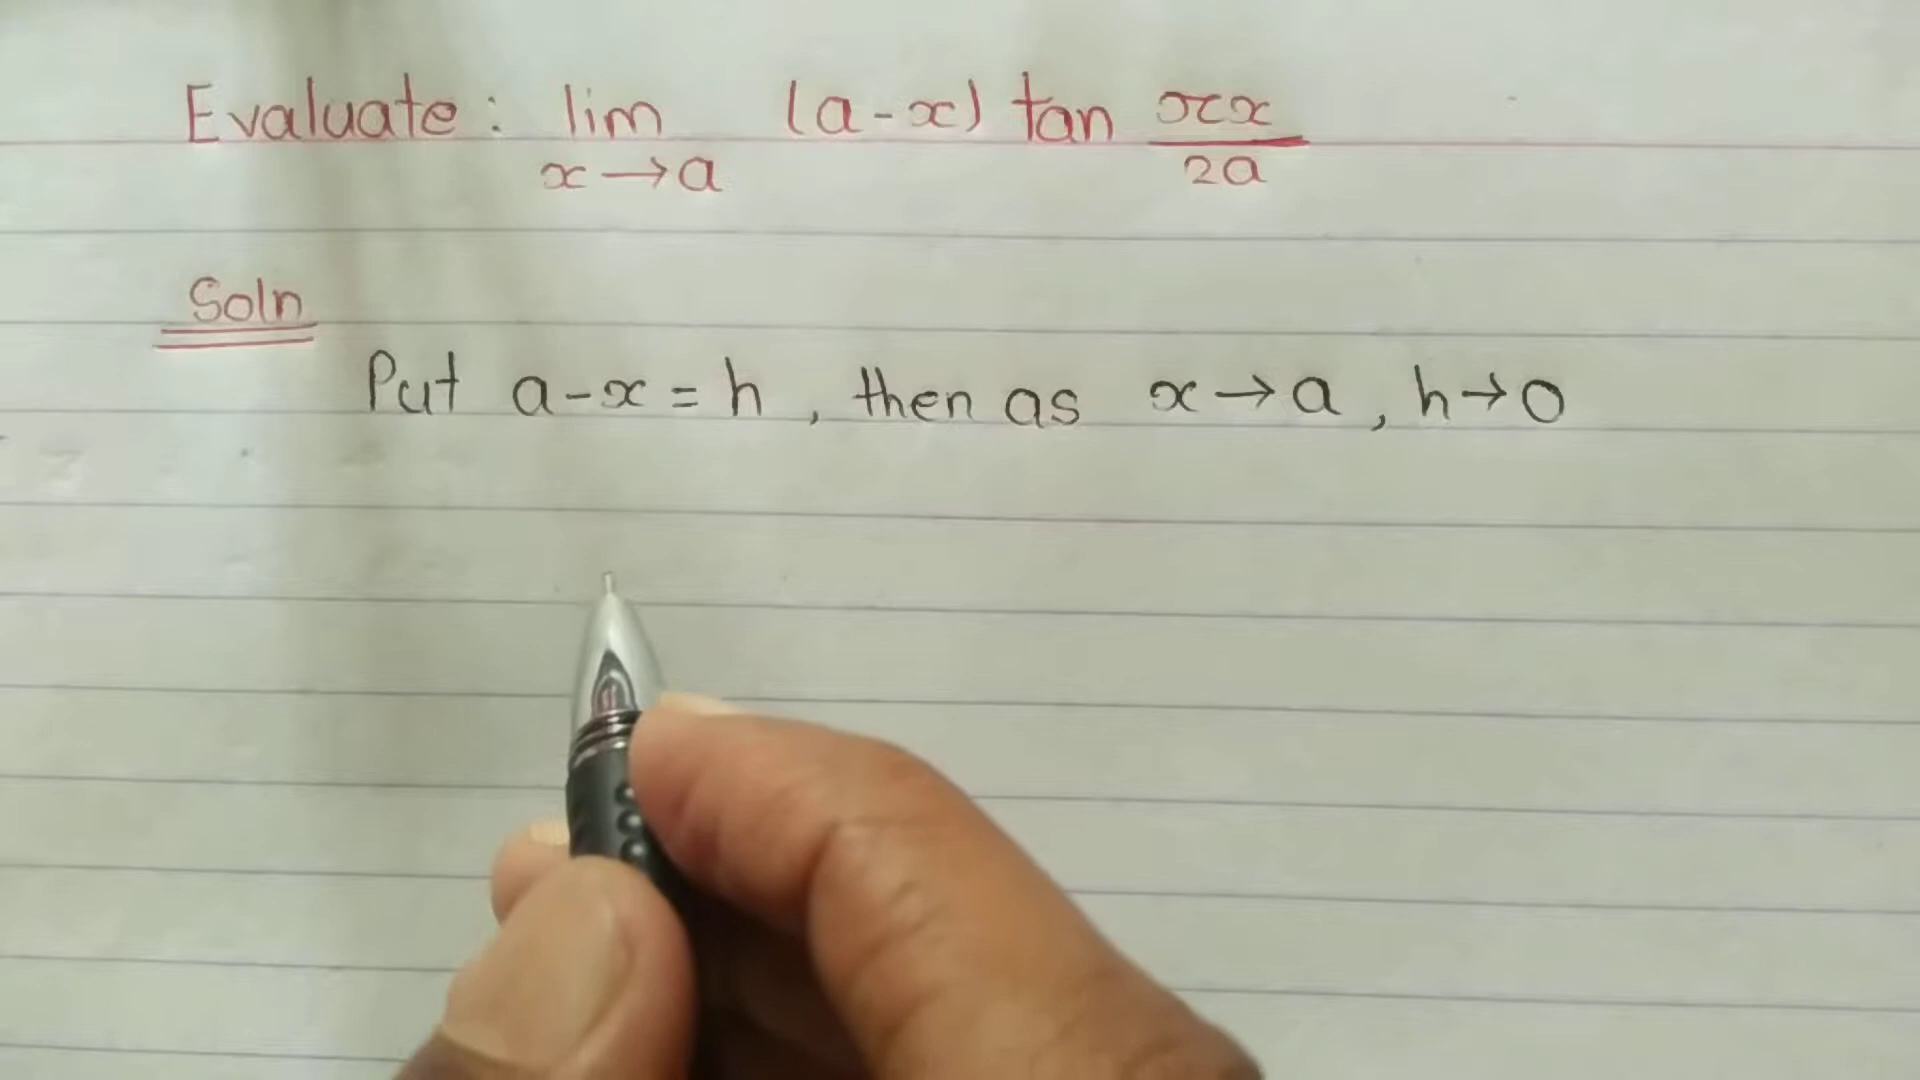 Evaluate: lim (a-x) tan πx
x→a 2a
Soln
Put a-x = h, then as x→a, h→0